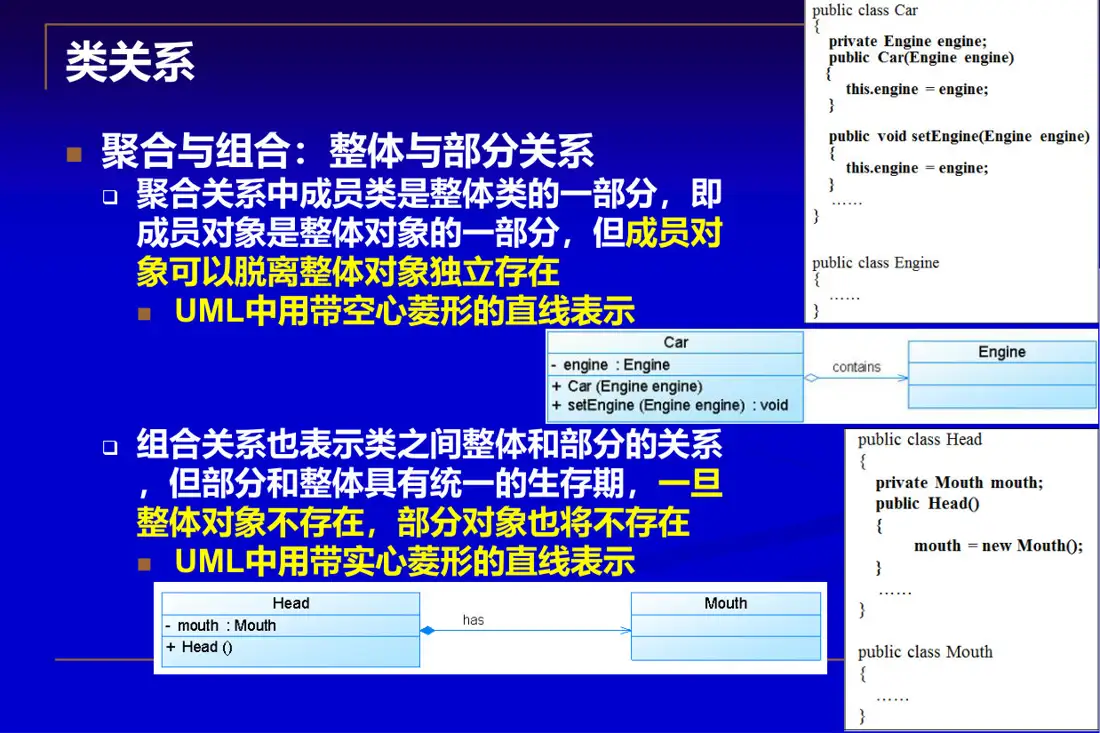 类关系
聚合与组合：整体与部分关系
聚合关系中成员类是整体类的一部分，即
成员对象是整体对象的一部分，但成员对
象可以脱离整体对象独立存在
UML中用带空心菱形的直线表示
组合关系也表示类之间整体和部分的关系
，但部分和整体具有统一的生存期，一旦
整体对象不存在，部分对象也将不存在
UML中用带实心菱形的直线表示
public class Car
{
private Engine engine;
public Car(Engine engine)
{
this.engine = engine;
}
public void setEngine(Engine engine)
{
this.engine = engine;
}
……
}
public class Engine
{
……
}
Car
- engine : Engine
+ Car (Engine engine)
+ setEngine (Engine engine) : void
contains
Engine
public class Head
{
private Mouth mouth;
public Head()
{
mouth = new Mouth();
}
……
}
public class Mouth
{
……
}
Head
- mouth : Mouth
+ Head ()
has
Mouth